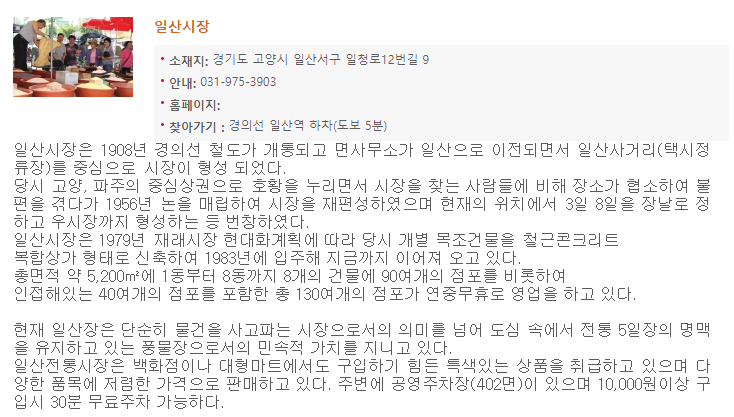 일산시장
• 소재지: 경기도 고양시 일산서구 일청로12번길 9
• 안내: 031-975-3903
• 홈페이지:
• 찾아가기 : 경의선 일산역 하차(도보 5분)
일산시장은 1908년 경의선 철도가 개통되고 면사무소가 일산으로 이전되면서 일산사거리(택시정
류장)를 중심으로 시장이 형성 되었다.
당시 고양, 파주의 중심상권으로 호황을 누리면서 시장을 찾는 사람들에 비해 장소가 협소하여 불
편을 겪다가 1956년 논을 매립하여 시장을 재편성하였으며 현재의 위치에서 3일 8일을 장날로 정
하고 우시장까지 형성하는 등 번창하였다.
일산시장은 1979년 재래시장 현대화계획에 따라 당시 개별 목조건물을 철근콘크리트
복합상가 형태로 신축하여 1983년에 입주해 지금까지 이어져 오고 있다.
총면적 약 5,200㎡에 1동부터 8동까지 8개의 건물에 90여개의 점포를 비롯하여
인접해있는 40여개의 점포를 포함한 총 130여개의 점포가 연중무휴로 영업을 하고 있다.
현재 일산장은 단순히 물건을 사고파는 시장으로서의 의미를 넘어 도심 속에서 전통 5일장의 명맥
을 유지하고 있는 풍물장으로서의 민속적 가치를 지니고 있다.
일산전통시장은 백화점이나 대형마트에서도 구입하기 힘든 특색있는 상품을 취급하고 있으며 다
양한 품목에 저렴한 가격으로 판매하고 있다. 주변에 공영주차장(402면)이 있으며 10,000원이상 구
입시 30분 무료주차 가능하다.